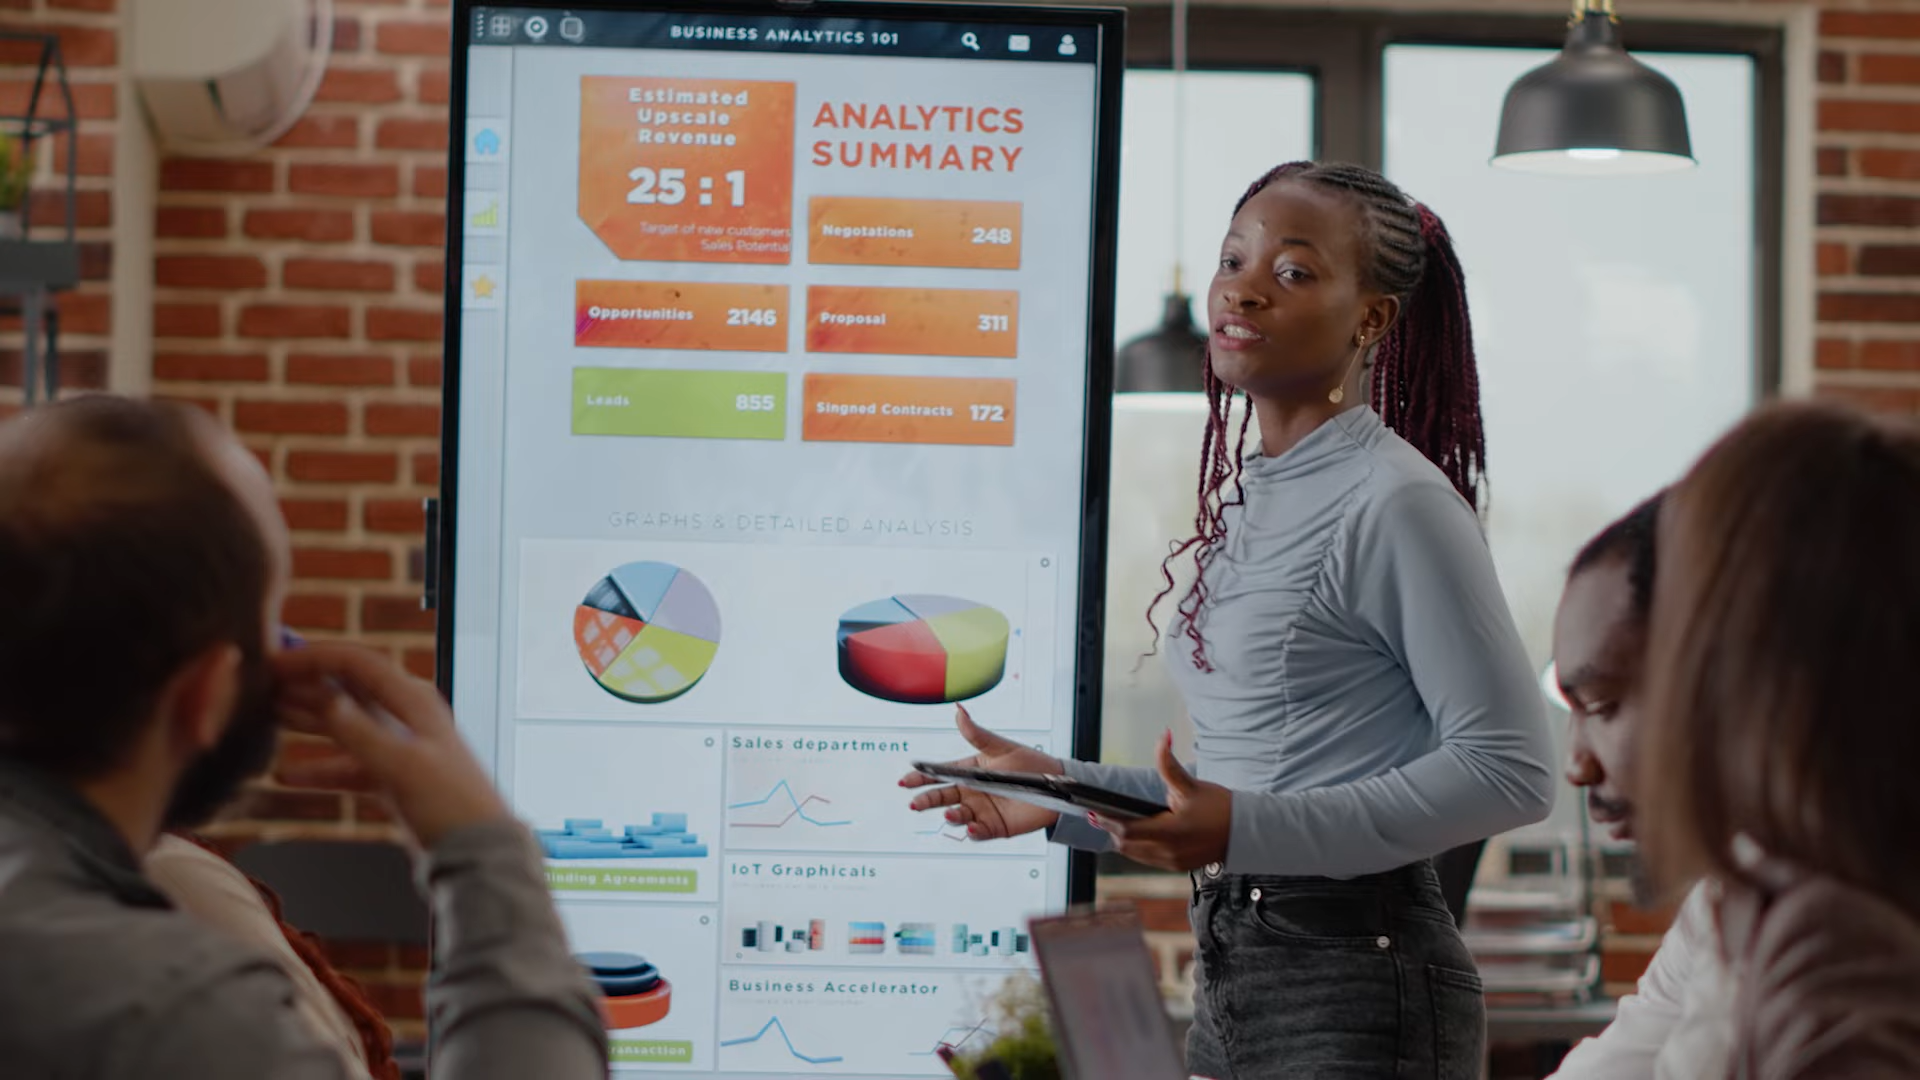 BUSINESS ANALYTICS 101
Estimated
Upscale
Revenue
25 : 1
Target of new customers
Sales Potential
ANALYTICS
SUMMARY
Negotations 248
Opportunities 2146
Proposal 311
Leads 855
Singned Contracts 172
GRAPHS & DETAILED ANALYSIS
Sales department
Binding Agreements
IoT Graphicals
Business Accelerator
transaction